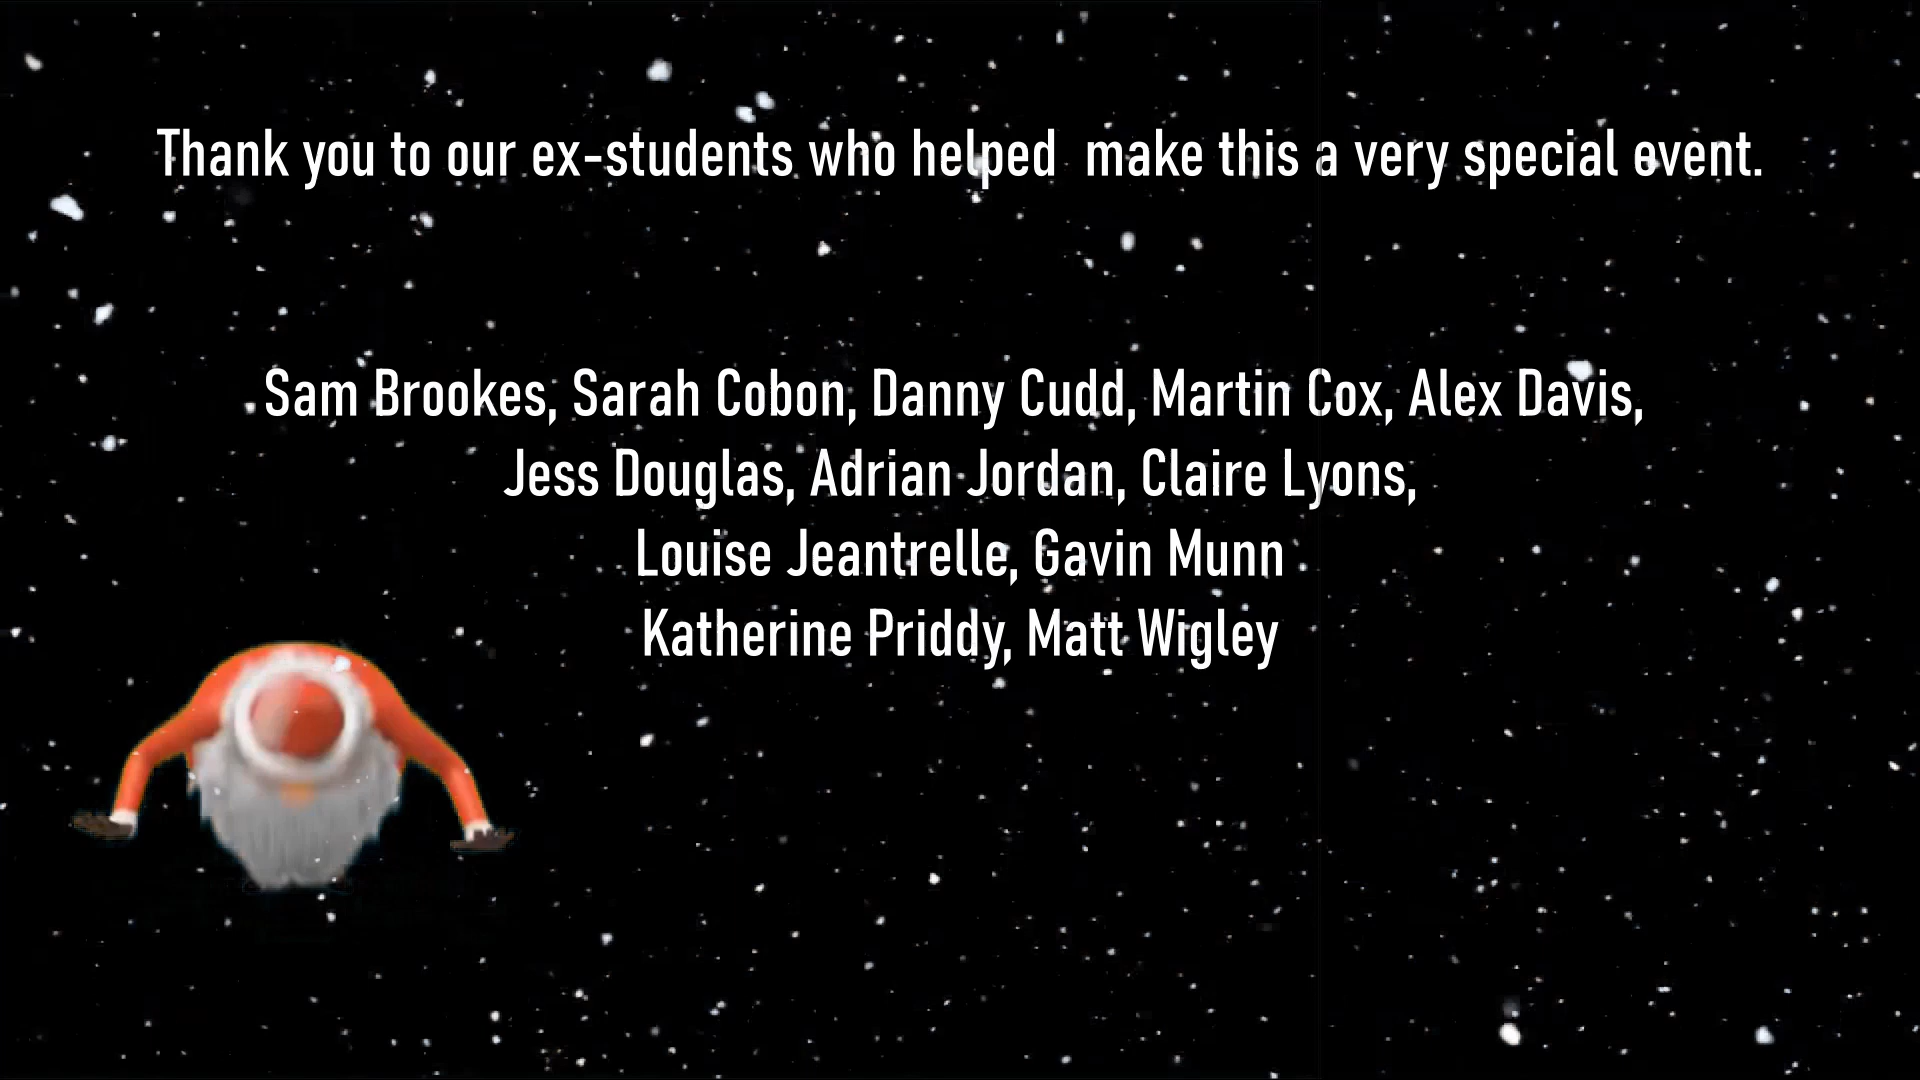 Thank you to our ex-students who helped  make this a very special event.
Sam Brookes, Sarah Cobon, Danny Cudd, Martin Cox, Alex Davis,
Jess Douglas, Adrian Jordan, Claire Lyons,
Louise Jeantrelle, Gavin Munn
Katherine Priddy, Matt Wigley